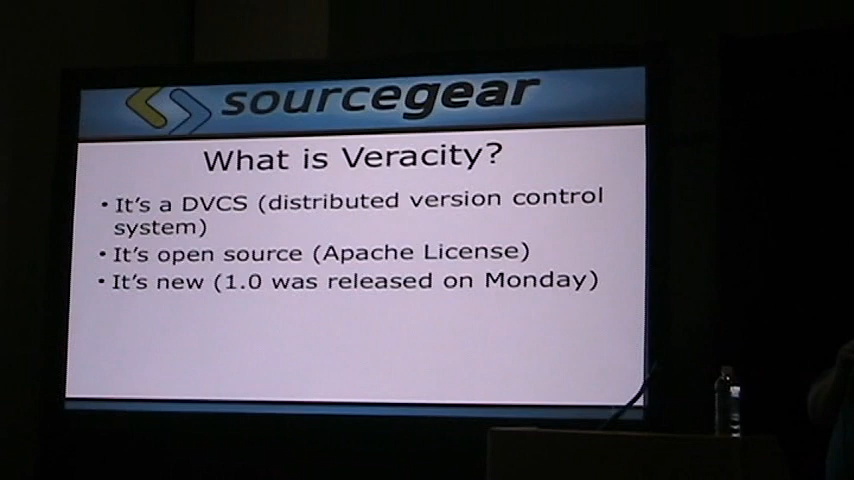 sourcegear
What is Veracity?
• It's a DVCS (distributed version control
system)
• It's open source (Apache License)
• It's new (1.0 was released on Monday)